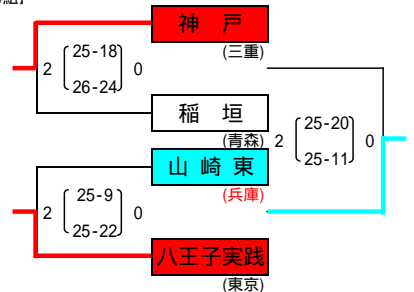 神 戸
(三重)
2 25-18 0
26-24
稲 垣
(青森)
2 25-20 0
25-11
山 崎 東
(兵庫)
2 25-9 0
25-22
八王子実践
(東京)